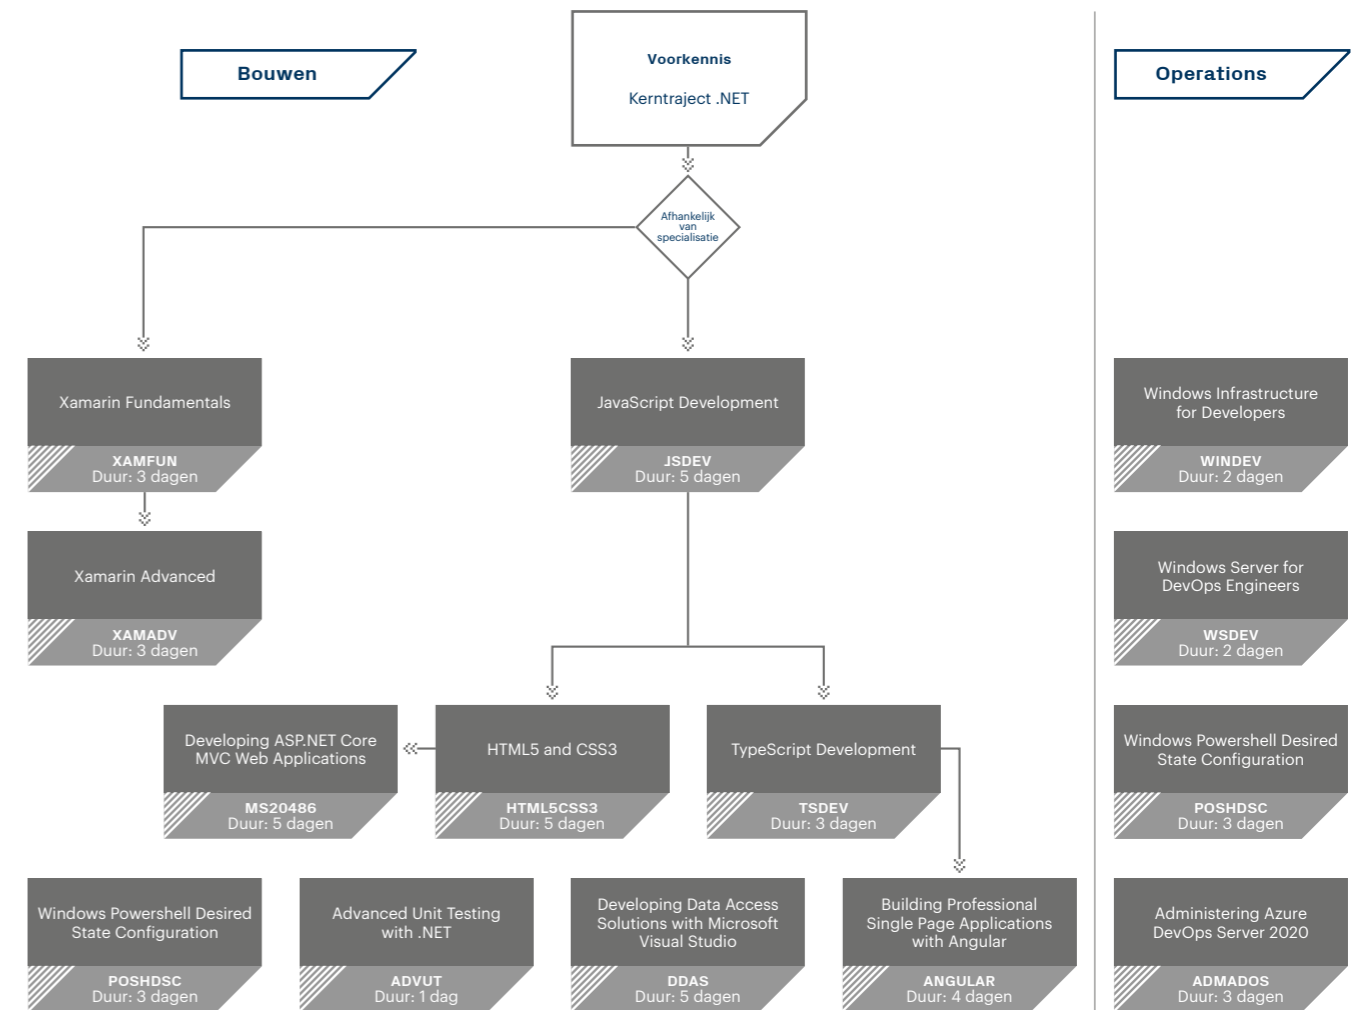 Bouwen
Voorkennis
Kerntraject .NET
Operations
Afhankelijk
van
specialisatie
Xamarin Fundamentals
XAMFUN
Duur: 3 dagen
JavaScript Development
JSDEV
Duur: 5 dagen
Windows Infrastructure
for Developers
WINDEV
Duur: 2 dagen
Xamarin Advanced
XAMADV
Duur: 3 dagen
Windows Server for
DevOps Engineers
WSDEV
Duur: 2 dagen
Developing ASP.NET Core
MVC Web Applications
MS20486
Duur: 5 dagen
HTML5 and CSS3
HTML5CSS3
Duur: 5 dagen
TypeScript Development
TSDEV
Duur: 3 dagen
Windows Powershell Desired
State Configuration
POSHDSC
Duur: 3 dagen
Windows Powershell Desired
State Configuration
POSHDSC
Duur: 3 dagen
Advanced Unit Testing
with .NET
ADVUT
Duur: 1 dag
Developing Data Access
Solutions with Microsoft
Visual Studio
DDAS
Duur: 5 dagen
Building Professional
Single Page Applications
with Angular
ANGULAR
Duur: 4 dagen
Administering Azure
DevOps Server 2020
ADMADOS
Duur: 3 dagen